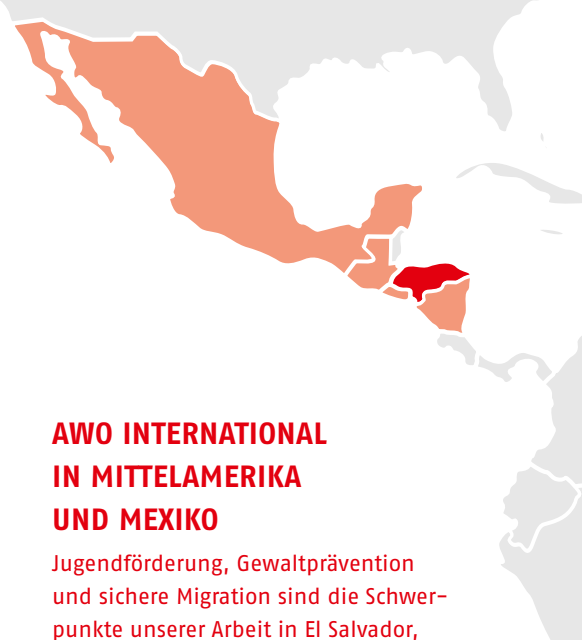 AWO INTERNATIONAL
IN MITTELAMERIKA
UND MEXIKO
Jugendförderung, Gewaltprävention
und sichere Migration sind die Schwer-
punkte unserer Arbeit in El Salvador,